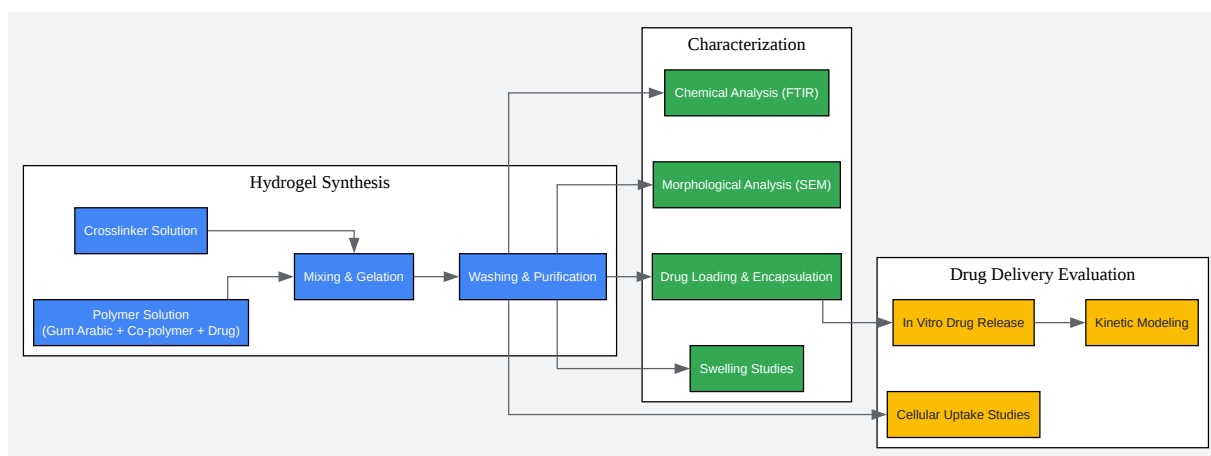 Hydrogel Synthesis
Crosslinker Solution
Polymer Solution
(Gum Arabic + Co-polymer + Drug)
Mixing & Gelation
Washing & Purification
Characterization
Chemical Analysis (FTIR)
Morphological Analysis (SEM)
Drug Loading & Encapsulation
Swelling Studies
Drug Delivery Evaluation
In Vitro Drug Release
Kinetic Modeling
Cellular Uptake Studies